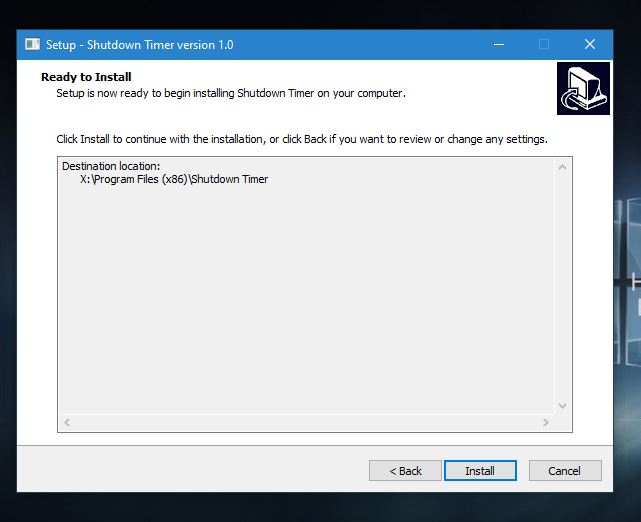 Setup - Shutdown Timer version 1.0
Ready to Install
Setup is now ready to begin installing Shutdown Timer on your computer.
Click Install to continue with the installation, or click Back if you want to review or change any settings.
Destination location:
X:\Program Files (x86)\Shutdown Timer
< Back
Install
Cancel